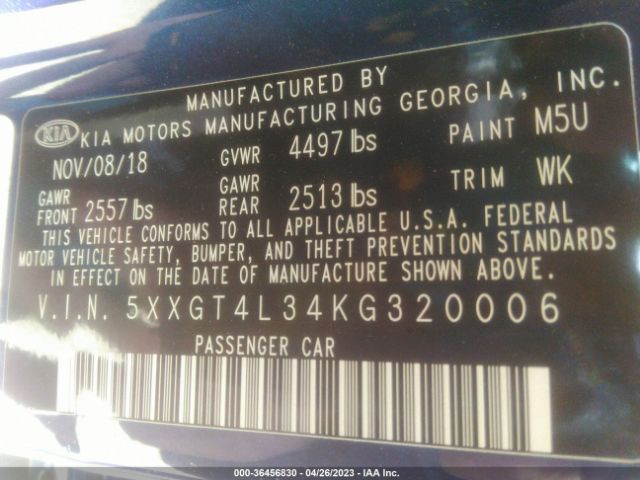 MANUFACTURED BY
KIA KIA MOTORS MANUFACTURING GEORGIA, INC.
NOV/08/18 GVWR 4497 lbs PAINT M5U
GAWR FRONT 2557 lbs GAWR REAR 2513 lbs TRIM WK
THIS VEHICLE CONFORMS TO ALL APPLICABLE U.S.A. FEDERAL
MOTOR VEHICLE SAFETY, BUMPER, AND THEFT PREVENTION STANDARDS
IN EFFECT ON THE DATE OF MANUFACTURE SHOWN ABOVE.
V.I.N. 5XXGT4L34KG320006
PASSENGER CAR
000-36456830 - 04/26/2023 - IAA Inc.